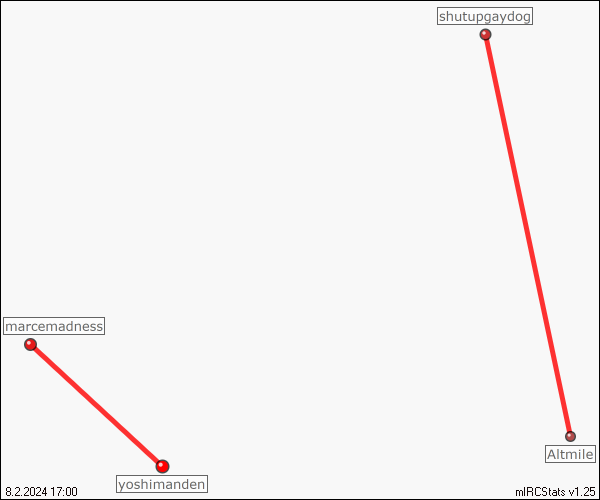 shutupgaydog
marcemadness
Altmile
yoshimanden
8.2.2024 17:00
mIRCStats v1.25